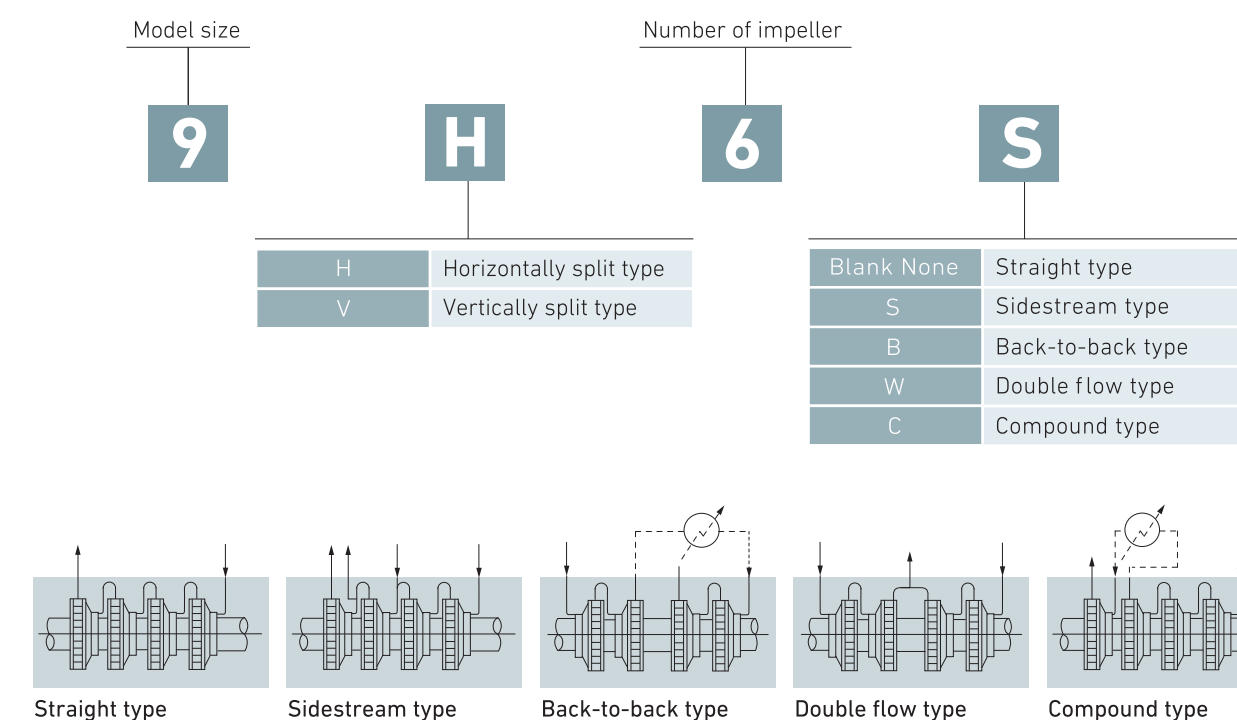 Model size
Number of impeller
9 H 6 S
H Horizontally split type
V Vertically split type
Blank None Straight type
S Sidestream type
B Back-to-back type
W Double flow type
C Compound type
Straight type
Sidestream type
Back-to-back type
Double flow type
Compound type